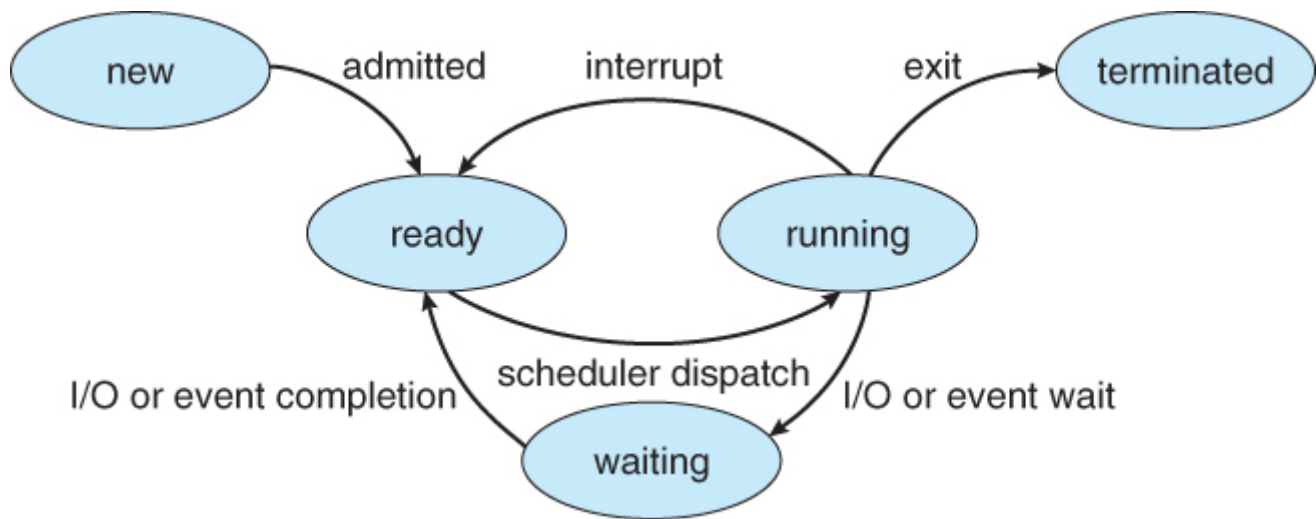 new
admitted
interrupt
exit
terminated
ready
running
scheduler dispatch
I/O or event completion
I/O or event wait
waiting